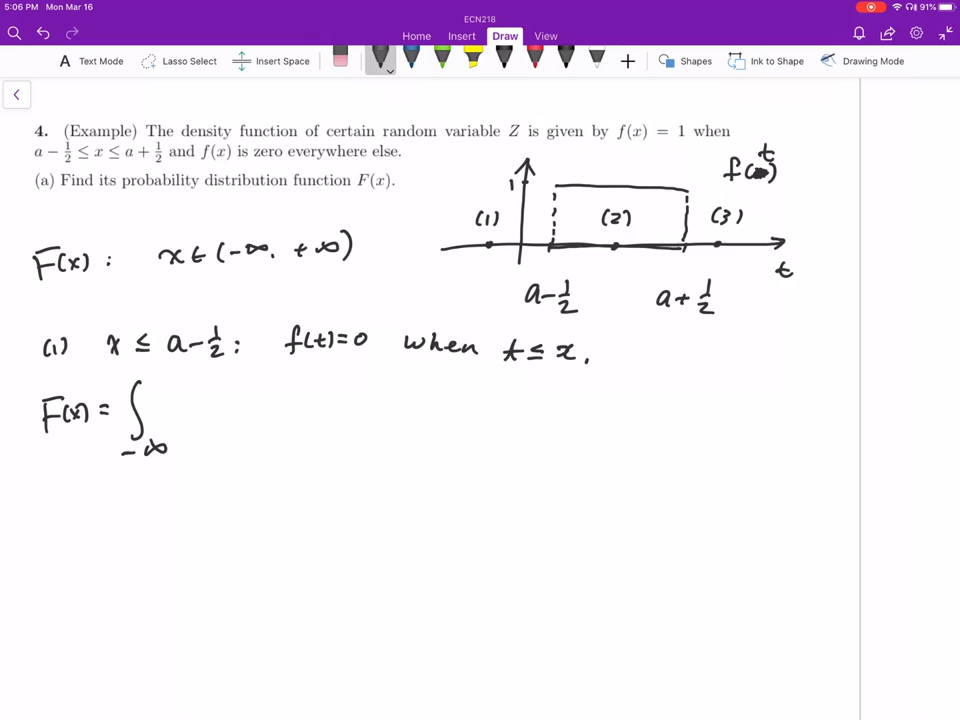 5:06 PM Mon Mar 16
91%
ECN218
Home Insert Draw View
Text Mode Lasso Select Insert Space Shapes Ink to Shape Drawing Mode
4. (Example) The density function of certain random variable Z is given by f(x) = 1 when
a − 1/2 ≤ x ≤ a + 1/2 and f(x) is zero everywhere else.
(a) Find its probability distribution function F(x).
f(t)
1
(1) (2) (3)
t
a-1/2 a+1/2
F(x) : x ∈ (-∞, +∞)
(1) x ≤ a-1/2 : f(t)=0 when t ≤ x.
F(x) = ∫
-∞